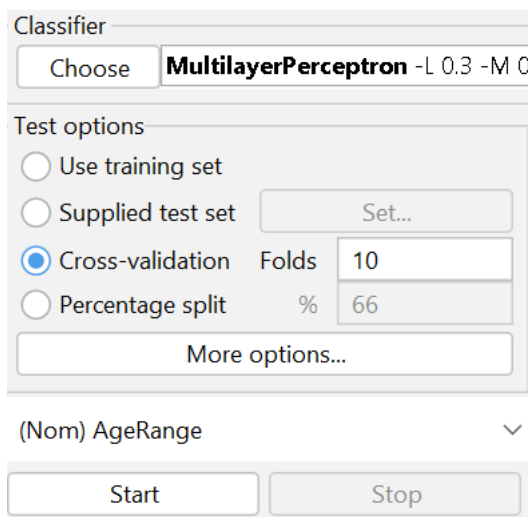 Classifier
Choose MultilayerPerceptron -L 0.3 -M 0
Test options
Use training set
Supplied test set Set...
Cross-validation Folds 10
Percentage split % 66
More options...
(Nom) AgeRange
Start Stop